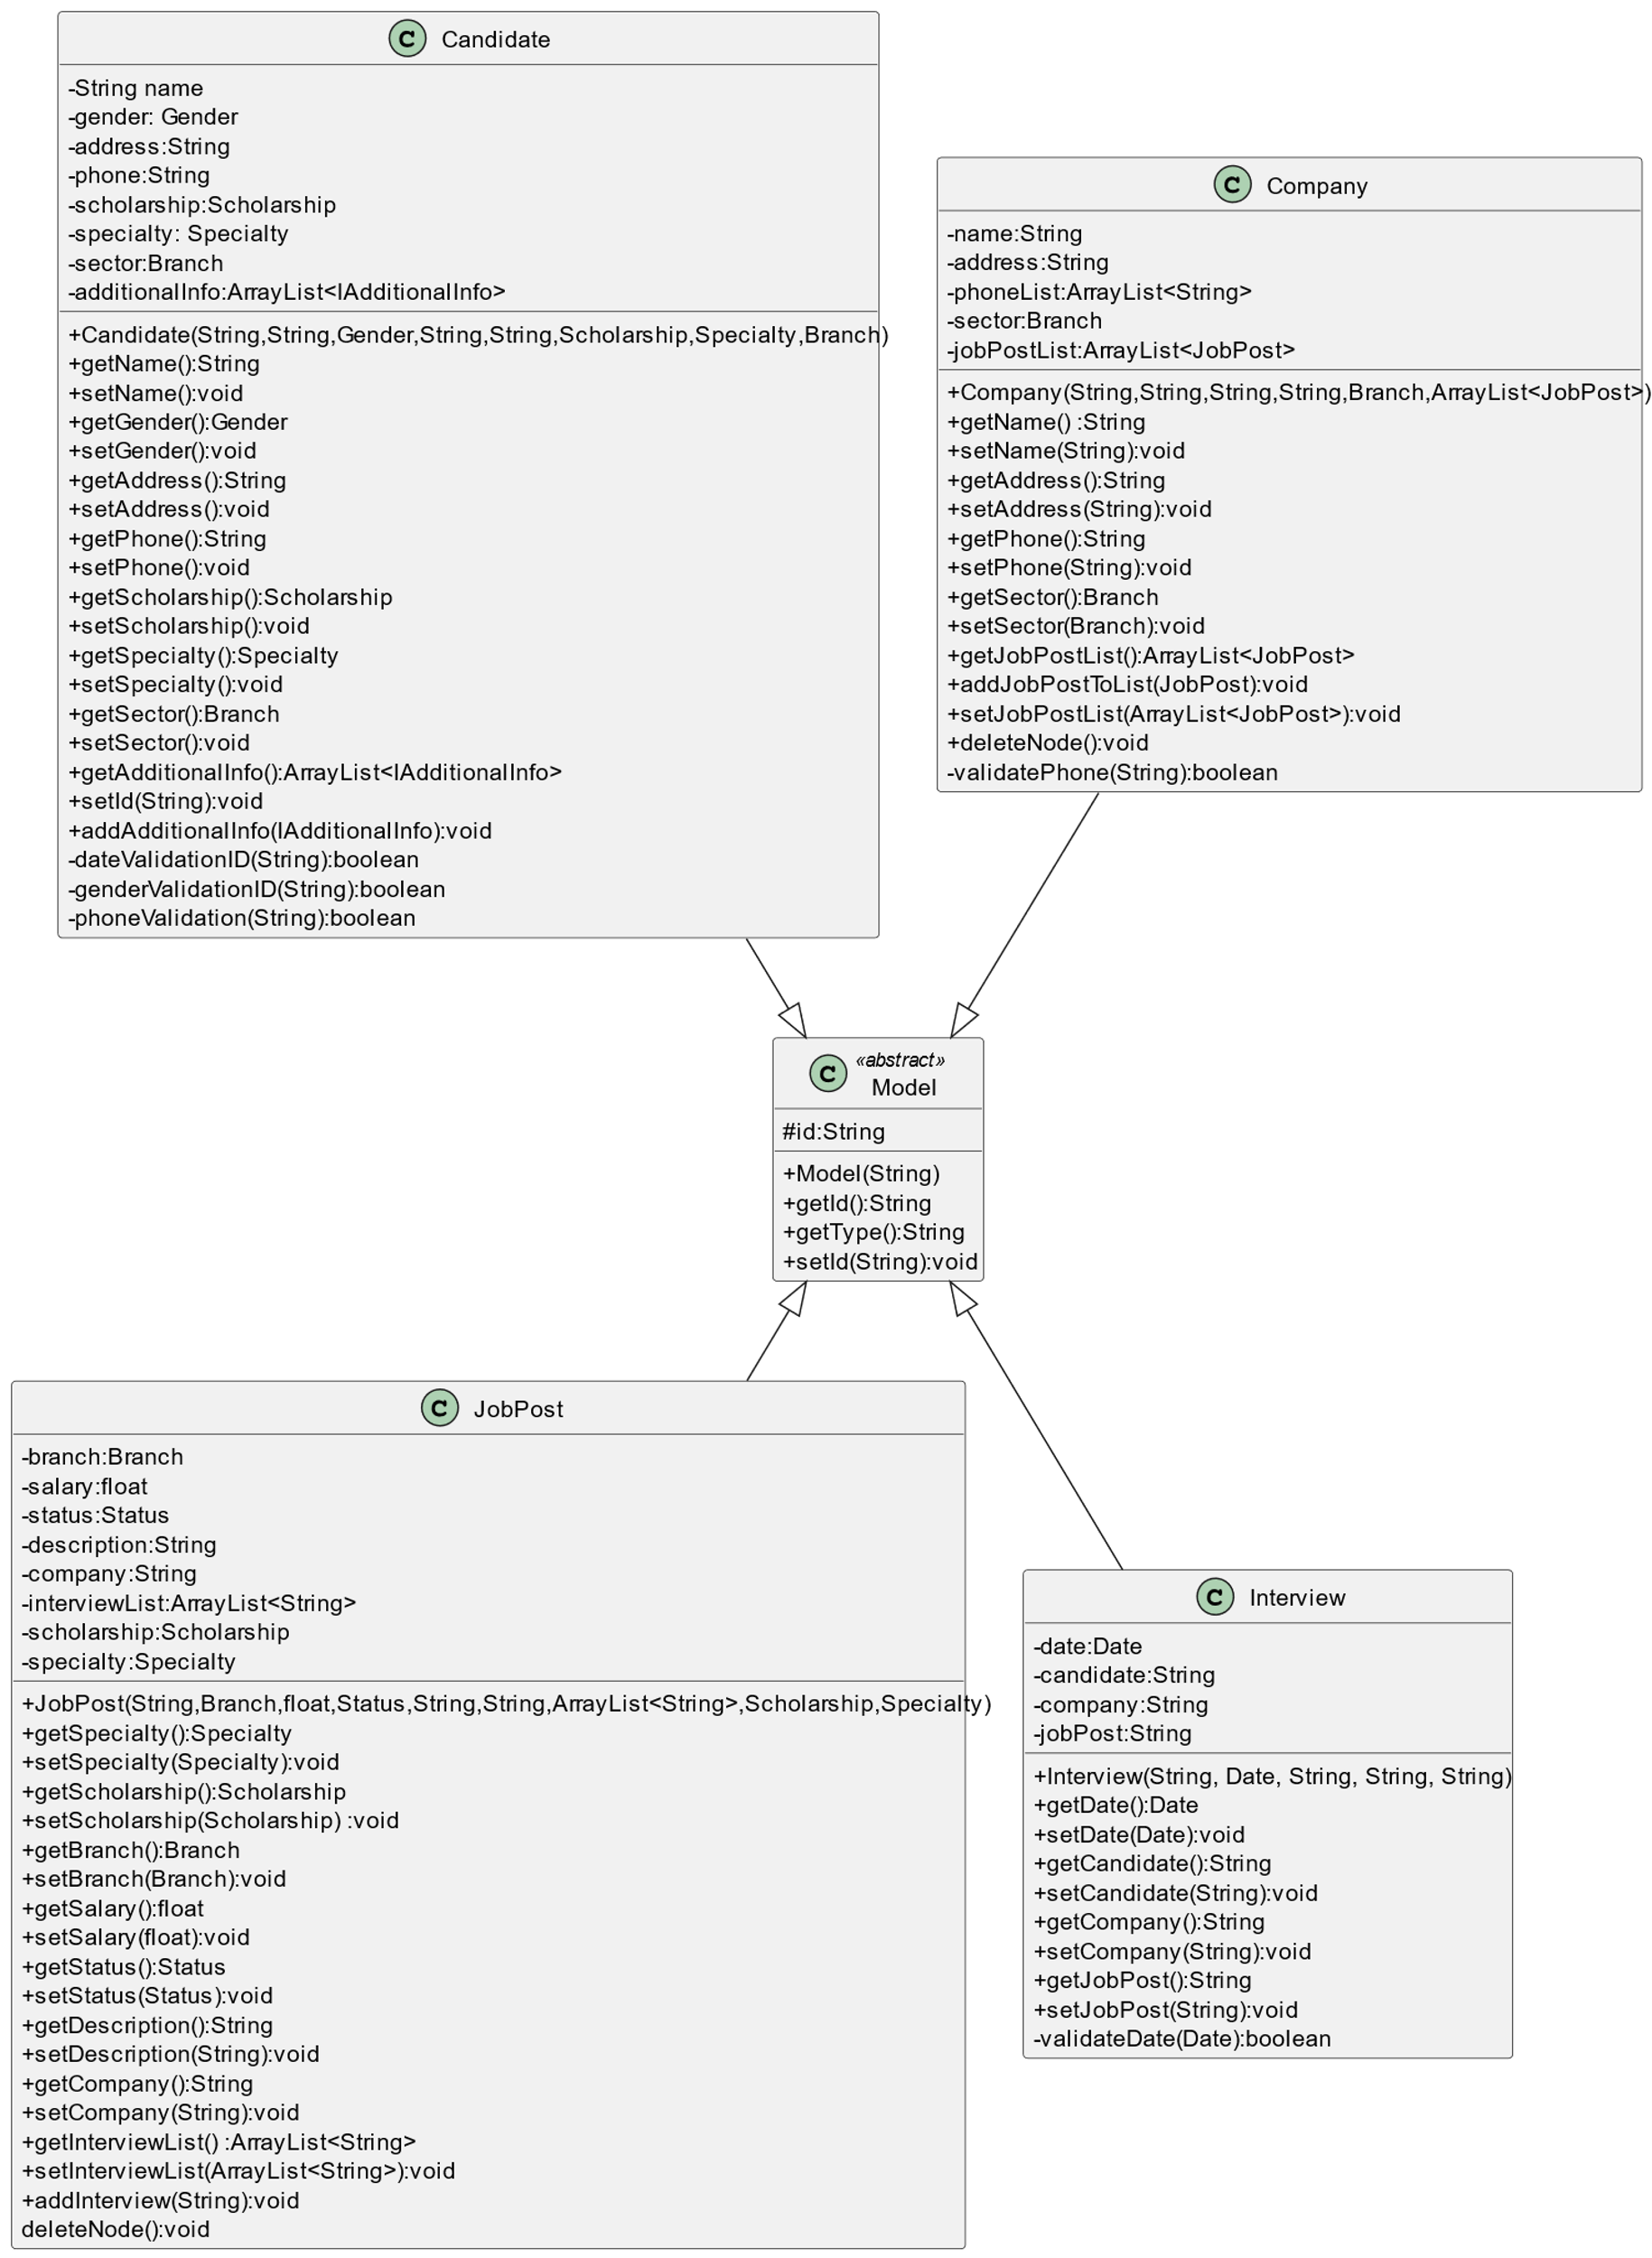 C Candidate
-String name
-gender: Gender
-address:String
-phone:String
-scholarship:Scholarship
-specialty: Specialty
-sector:Branch
-additionalInfo:ArrayList<IAdditionalInfo>
+Candidate(String,String,Gender,String,String,Scholarship,Specialty,Branch)
+getName():String
+setName():void
+getGender():Gender
+setGender():void
+getAddress():String
+setAddress():void
+getPhone():String
+setPhone():void
+getScholarship():Scholarship
+setScholarship():void
+getSpecialty():Specialty
+setSpecialty():void
+getSector():Branch
+setSector():void
+getAdditionalInfo():ArrayList<IAdditionalInfo>
+setId(String):void
+addAdditionalInfo(IAdditionalInfo):void
-dateValidationID(String):boolean
-genderValidationID(String):boolean
-phoneValidation(String):boolean
C Company
-name:String
-address:String
-phoneList:ArrayList<String>
-sector:Branch
-jobPostList:ArrayList<JobPost>
+Company(String,String,String,String,Branch,ArrayList<JobPost>)
+getName() :String
+setName(String):void
+getAddress():String
+setAddress(String):void
+getPhone():String
+setPhone(String):void
+getSector():Branch
+setSector(Branch):void
+getJobPostList():ArrayList<JobPost>
+addJobPostToList(JobPost):void
+setJobPostList(ArrayList<JobPost>):void
+deleteNode():void
-validatePhone(String):boolean
«abstract»
C Model
#id:String
+Model(String)
+getId():String
+getType():String
+setId(String):void
C JobPost
-branch:Branch
-salary:float
-status:Status
-description:String
-company:String
-interviewList:ArrayList<String>
-scholarship:Scholarship
-specialty:Specialty
+JobPost(String,Branch,float,Status,String,String,ArrayList<String>,Scholarship,Specialty)
+getSpecialty():Specialty
+setSpecialty(Specialty):void
+getScholarship():Scholarship
+setScholarship(Scholarship) :void
+getBranch():Branch
+setBranch(Branch):void
+getSalary():float
+setSalary(float):void
+getStatus():Status
+setStatus(Status):void
+getDescription():String
+setDescription(String):void
+getCompany():String
+setCompany(String):void
+getInterviewList() :ArrayList<String>
+setInterviewList(ArrayList<String>):void
+addInterview(String):void
deleteNode():void
C Interview
-date:Date
-candidate:String
-company:String
-jobPost:String
+Interview(String, Date, String, String, String)
+getDate():Date
+setDate(Date):void
+getCandidate():String
+setCandidate(String):void
+getCompany():String
+setCompany(String):void
+getJobPost():String
+setJobPost(String):void
-validateDate(Date):boolean